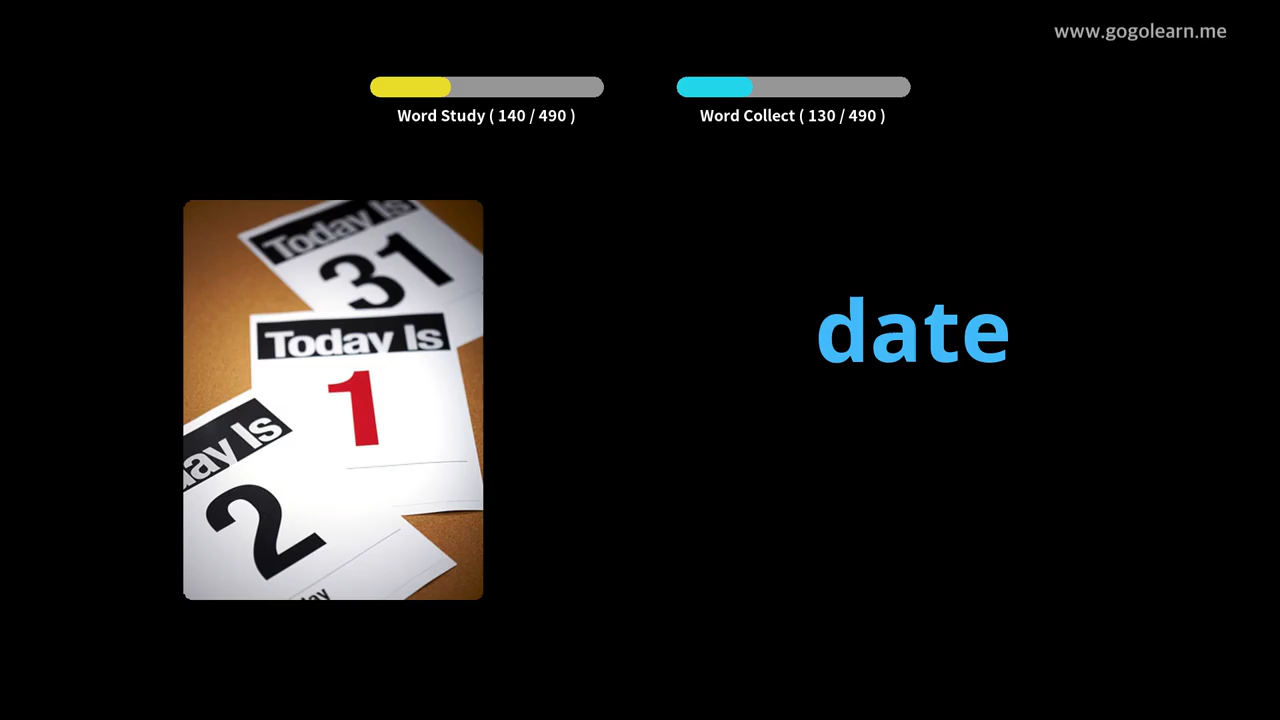 www.gogolearn.me
Word Study ( 140 / 490 )
Word Collect ( 130 / 490 )
Today Is
31
Today Is
1
ay Is
2
ay
date